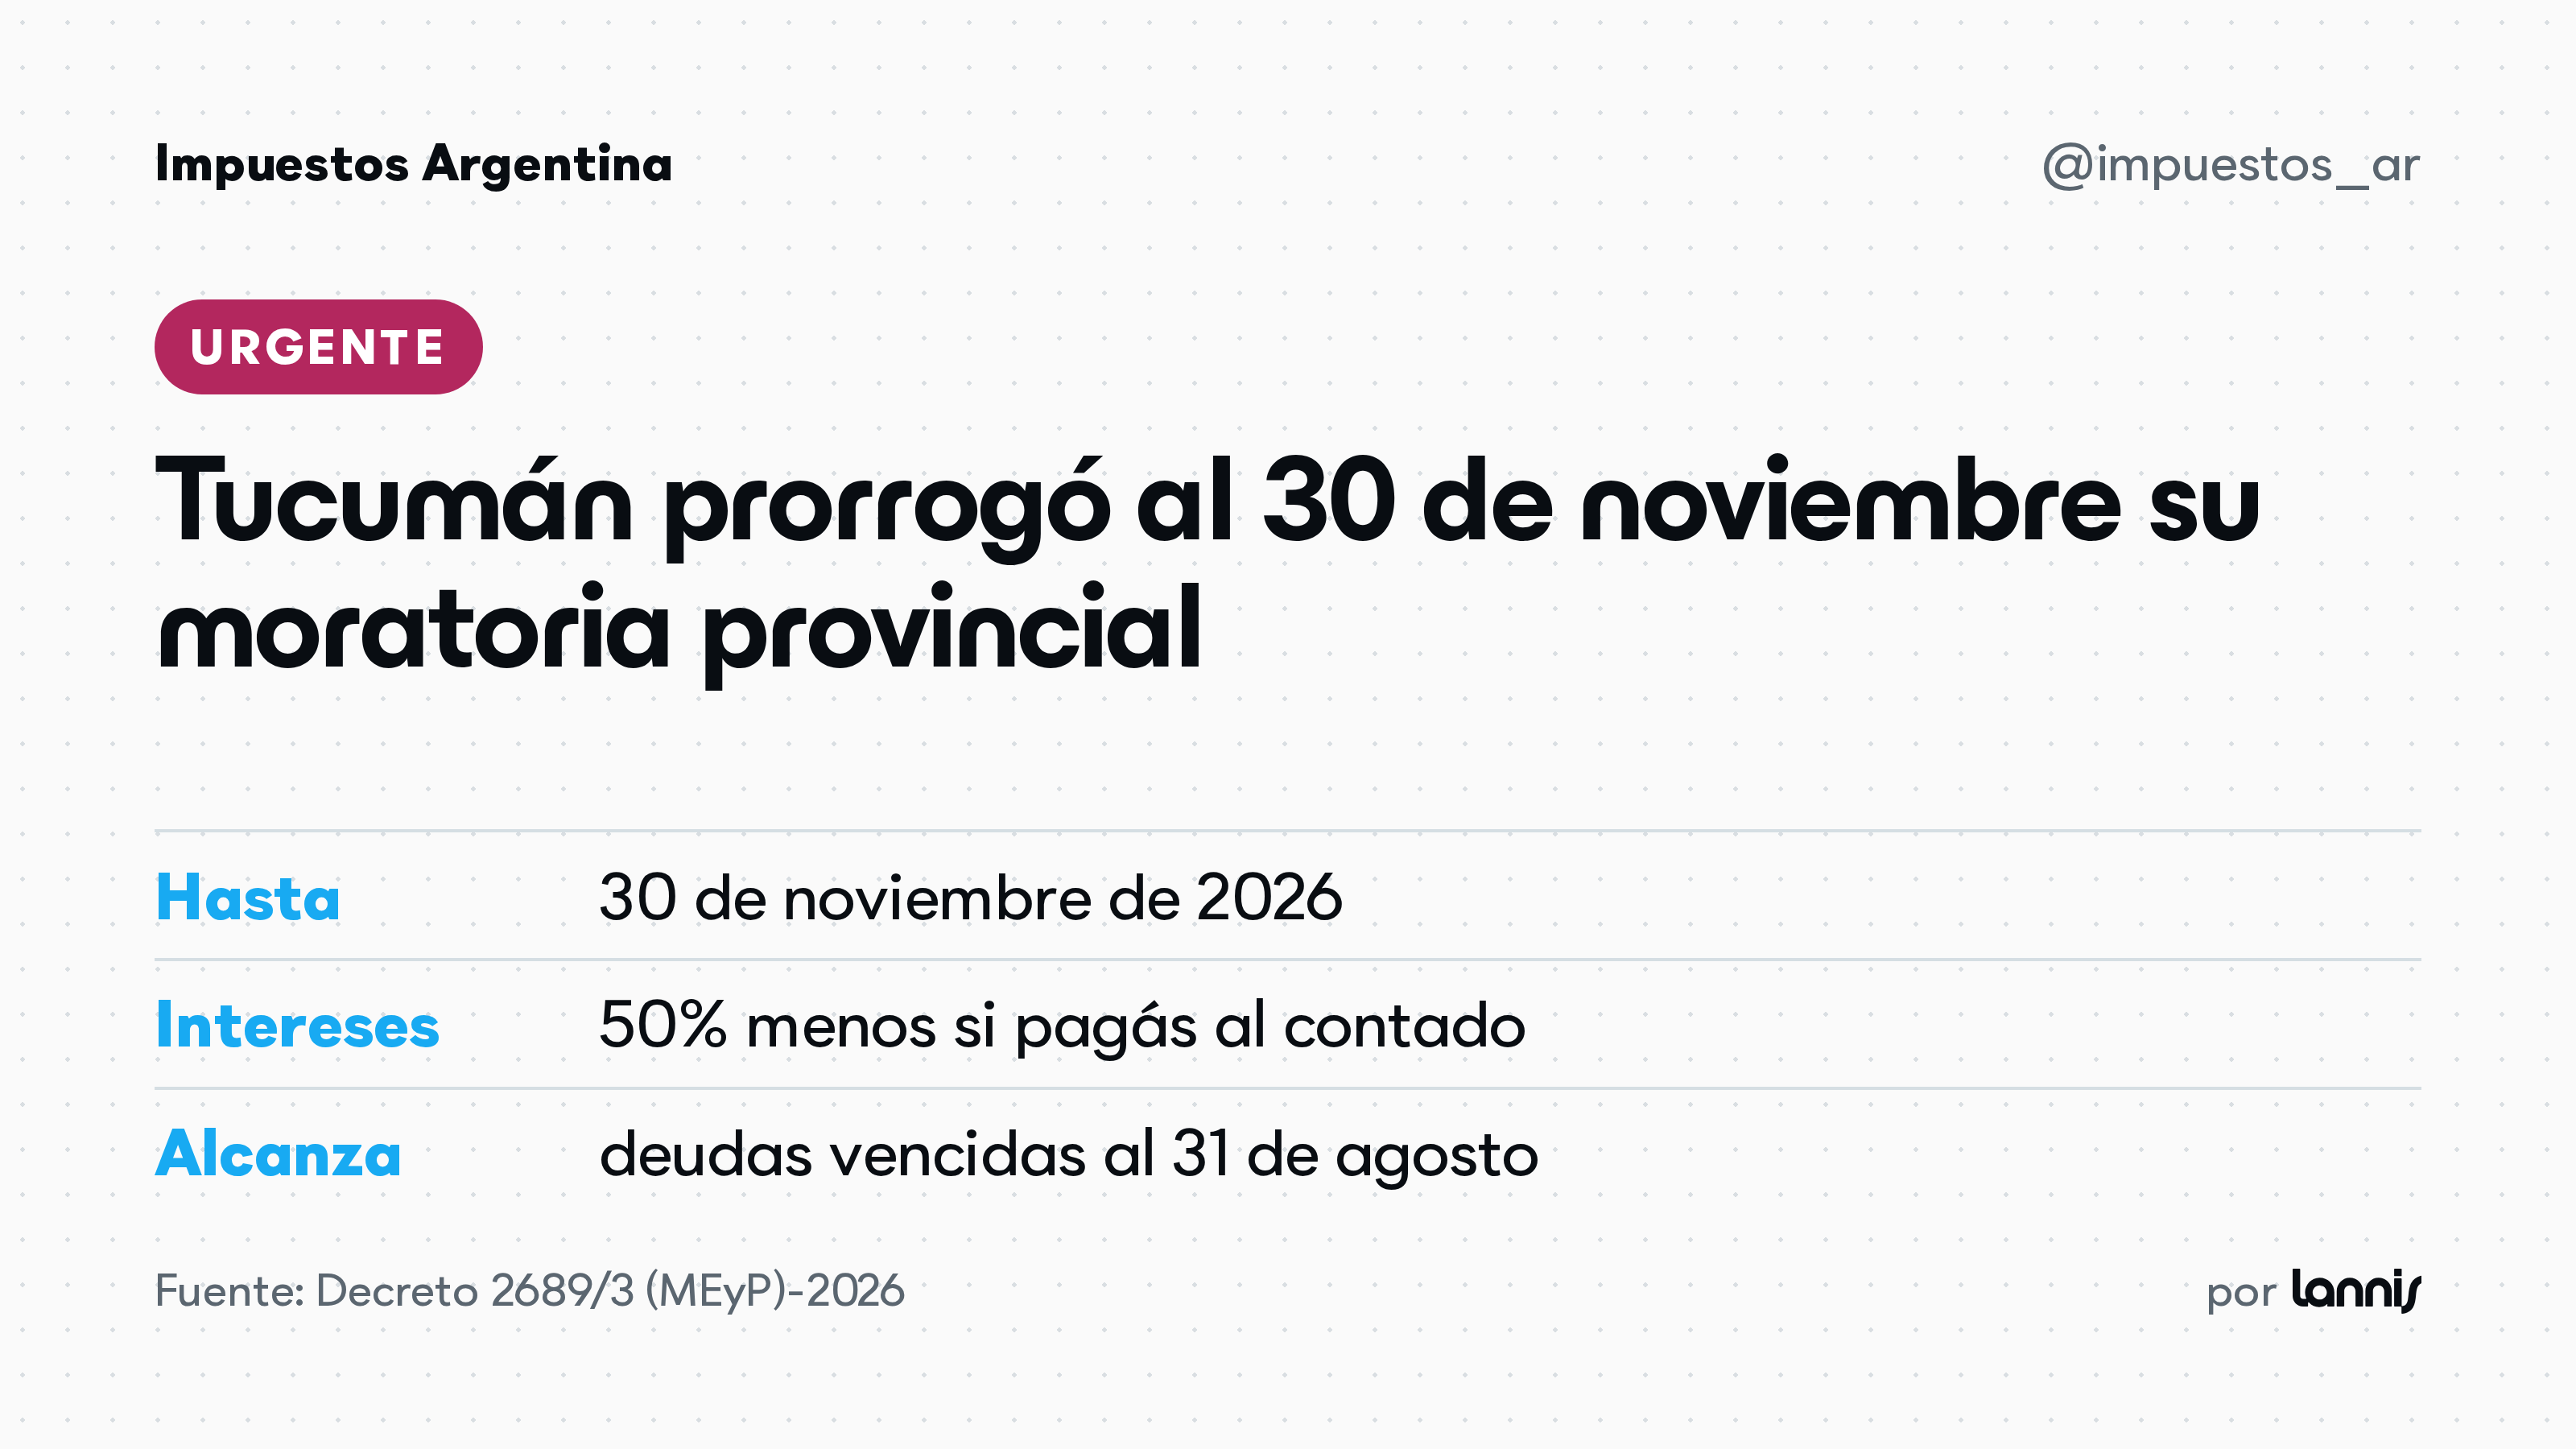 Impuestos Argentina
@impuestos_ar
URGENTE
Tucumán prorrogó al 30 de noviembre su
moratoria provincial
Hasta 30 de noviembre de 2026
Intereses 50% menos si pagás al contado
Alcanza deudas vencidas al 31 de agosto
Fuente: Decreto 2689/3 (MEyP)-2026
por lannis